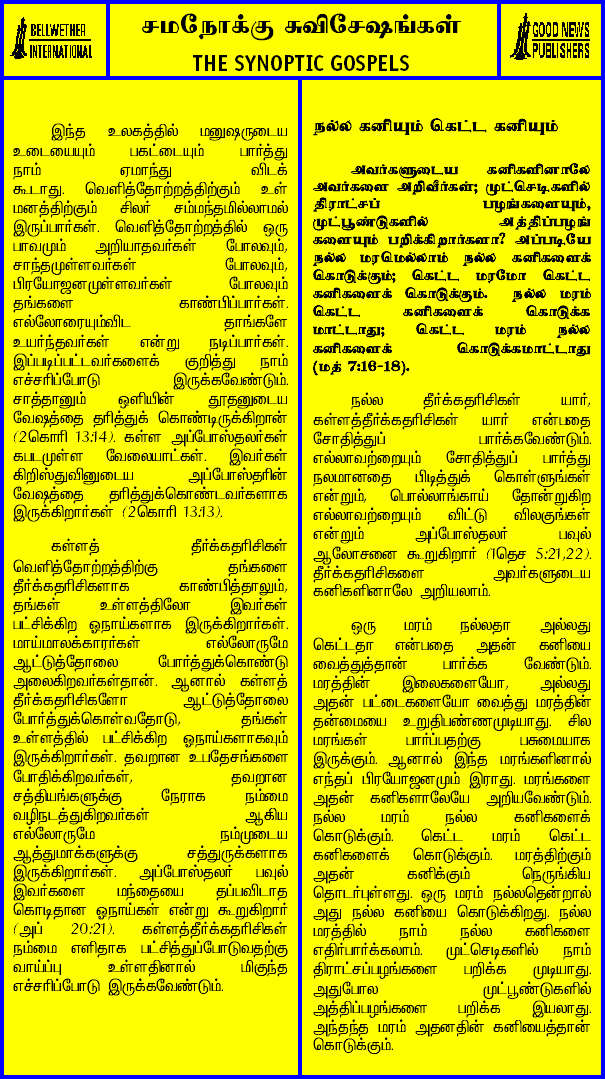 BELLWETHER
INTERNATIONAL
சமநோக்கு சுவிசேஷங்கள்
THE SYNOPTIC GOSPELS
GOOD NEWS
PUBLISHERS
இந்த உலகத்தில் மனுஷருடைய
உடையையும் பகட்டையும் பார்த்து
நாம் ஏமாந்து விடக்
கூடாது. வெளித்தோற்றத்திற்கும் உள்
மனத்திற்கும் சிலர் சம்மந்தமில்லாமல்
இருப்பார்கள். வெளித்தோற்றத்தில் ஒரு
பாவமும் அறியாதவர்கள் போலவும்,
சாந்தமுள்ளவர்கள் போலவும்,
பிரயோஜனமுள்ளவர்கள் போலவும்
தங்களை காண்பிப்பார்கள்.
எல்லோரையும்விட தாங்களே
உயர்ந்தவர்கள் என்று நடிப்பார்கள்.
இப்படிப்பட்டவர்களைக் குறித்து நாம்
எச்சரிப்போடு இருக்கவேண்டும்.
சாத்தானும் ஒளியின் தூதனுடைய
வேஷத்தை தரித்துக் கொண்டிருக்கிறான்
(2கொரி 13:14). கள்ள அப்போஸ்தலர்கள்
கபடமுள்ள வேலையாட்கள். இவர்கள்
கிறிஸ்துவினுடைய அப்போஸ்தரின்
வேஷத்தை தரித்துக்கொண்டவர்களாக
இருக்கிறார்கள் (2கொரி 13:13).
கள்ளத் தீர்க்கதரிசிகள்
வெளித்தோற்றத்திற்கு தங்களை
தீர்க்கதரிசிகளாக காண்பித்தாலும்,
தங்கள் உள்ளத்திலோ இவர்கள்
பட்சிக்கிற ஓநாய்களாக இருக்கிறார்கள்.
மாய்மாலக்காரர்கள் எல்லோருமே
ஆட்டுத்தோலை போர்த்துக்கொண்டு
அலைகிறவர்கள்தான். ஆனால் கள்ளத்
தீர்க்கதரிசிகளோ ஆட்டுத்தோலை
போர்த்துக்கொள்வதோடு, தங்கள்
உள்ளத்தில் பட்சிக்கிற ஓநாய்களாகவும்
இருக்கிறார்கள். தவறான உபதேசங்களை
போதிக்கிறவர்கள், தவறான
சத்தியங்களுக்கு நேராக நம்மை
வழிநடத்துகிறவர்கள் ஆகிய
எல்லோருமே நம்முடைய
ஆத்துமாக்களுக்கு சத்துருக்களாக
இருக்கிறார்கள். அப்போஸ்தலர் பவுல்
இவர்களை மந்தையை தப்பவிடாத
கொடிதான ஓநாய்கள் என்று கூறுகிறார்
(அப் 20:21). கள்ளத்தீர்க்கதரிசிகள்
நம்மை எளிதாக பட்சித்துப்போடுவதற்கு
வாய்ப்பு உள்ளதினால் மிகுந்த
எச்சரிப்போடு இருக்கவேண்டும்.
நல்ல கனியும் கெட்ட கனியும்
அவர்களுடைய கனிகளினாலே
அவர்களை அறிவீர்கள்; முட்செடிகளில்
திராட்சப் பழங்களையும்,
முட்பூண்டுகளில் அத்திப்பழங்
களையும் பறிக்கிறார்களா? அப்படியே
நல்ல மரமெல்லாம் நல்ல கனிகளைக்
கொடுக்கும்; கெட்ட மரமோ கெட்ட
கனிகளைக் கொடுக்கும். நல்ல மரம்
கெட்ட கனிகளைக் கொடுக்க
மாட்டாது; கெட்ட மரம் நல்ல
கனிகளைக் கொடுக்கமாட்டாது
(மத் 7:16-18).
நல்ல தீர்க்கதரிசிகள் யார்,
கள்ளத்தீர்க்கதரிசிகள் யார் என்பதை
சோதித்துப் பார்க்கவேண்டும்.
எல்லாவற்றையும் சோதித்துப் பார்த்து
நலமானதை பிடித்துக் கொள்ளுங்கள்
என்றும், பொல்லாங்காய் தோன்றுகிற
எல்லாவற்றையும் விட்டு விலகுங்கள்
என்றும் அப்போஸ்தலர் பவுல்
ஆலோசனை கூறுகிறார் (1தெச 5:21,22).
தீர்க்கதரிசிகளை அவர்களுடைய
கனிகளினாலே அறியலாம்.
ஒரு மரம் நல்லதா அல்லது
கெட்டதா என்பதை அதன் கனியை
வைத்துத்தான் பார்க்க வேண்டும்.
மரத்தின் இலைகளையோ, அல்லது
அதன் பட்டைகளையோ வைத்து மரத்தின்
தன்மையை உறுதிபண்ணமுடியாது. சில
மரங்கள் பார்ப்பதற்கு பசுமையாக
இருக்கும். ஆனால் இந்த மரங்களினால்
எந்தப் பிரயோஜனமும் இராது. மரங்களை
அதன் கனிகளாலேயே அறியவேண்டும்.
நல்ல மரம் நல்ல கனிகளைக்
கொடுக்கும். கெட்ட மரம் கெட்ட
கனிகளைக் கொடுக்கும். மரத்திற்கும்
அதன் கனிக்கும் நெருங்கிய
தொடர்புள்ளது. ஒரு மரம் நல்லதென்றால்
அது நல்ல கனியை கொடுக்கிறது. நல்ல
மரத்தில் நாம் நல்ல கனிகளை
எதிர்பார்க்கலாம். முட்செடிகளில் நாம்
திராட்சப்பழங்களை பறிக்க முடியாது.
அதுபோல முட்பூண்டுகளில்
அத்திப்பழங்களை பறிக்க இயலாது.
அந்தந்த மரம் அதனதின் கனியைத்தான்
கொடுக்கும்.